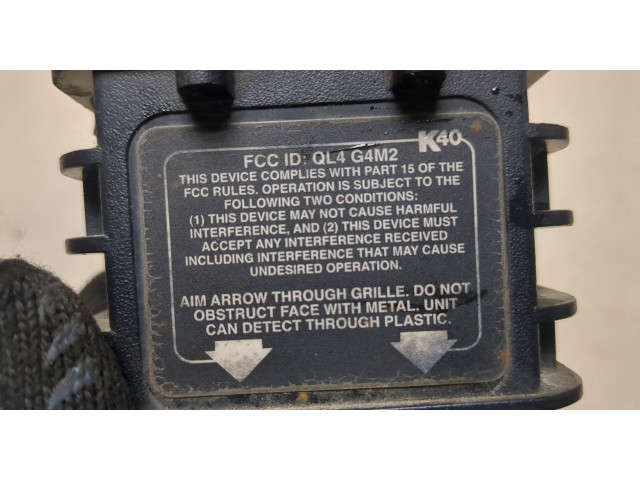 K40
FCC ID: QL4 G4M2
THIS DEVICE COMPLIES WITH PART 15 OF THE
FCC RULES. OPERATION IS SUBJECT TO THE
FOLLOWING TWO CONDITIONS:
(1) THIS DEVICE MAY NOT CAUSE HARMFUL
INTERFERENCE, AND (2) THIS DEVICE MUST
ACCEPT ANY INTERFERENCE RECEIVED
INCLUDING INTERFERENCE THAT MAY CAUSE
UNDESIRED OPERATION.
AIM ARROW THROUGH GRILLE. DO NOT
OBSTRUCT FACE WITH METAL. UNIT
CAN DETECT THROUGH PLASTIC.